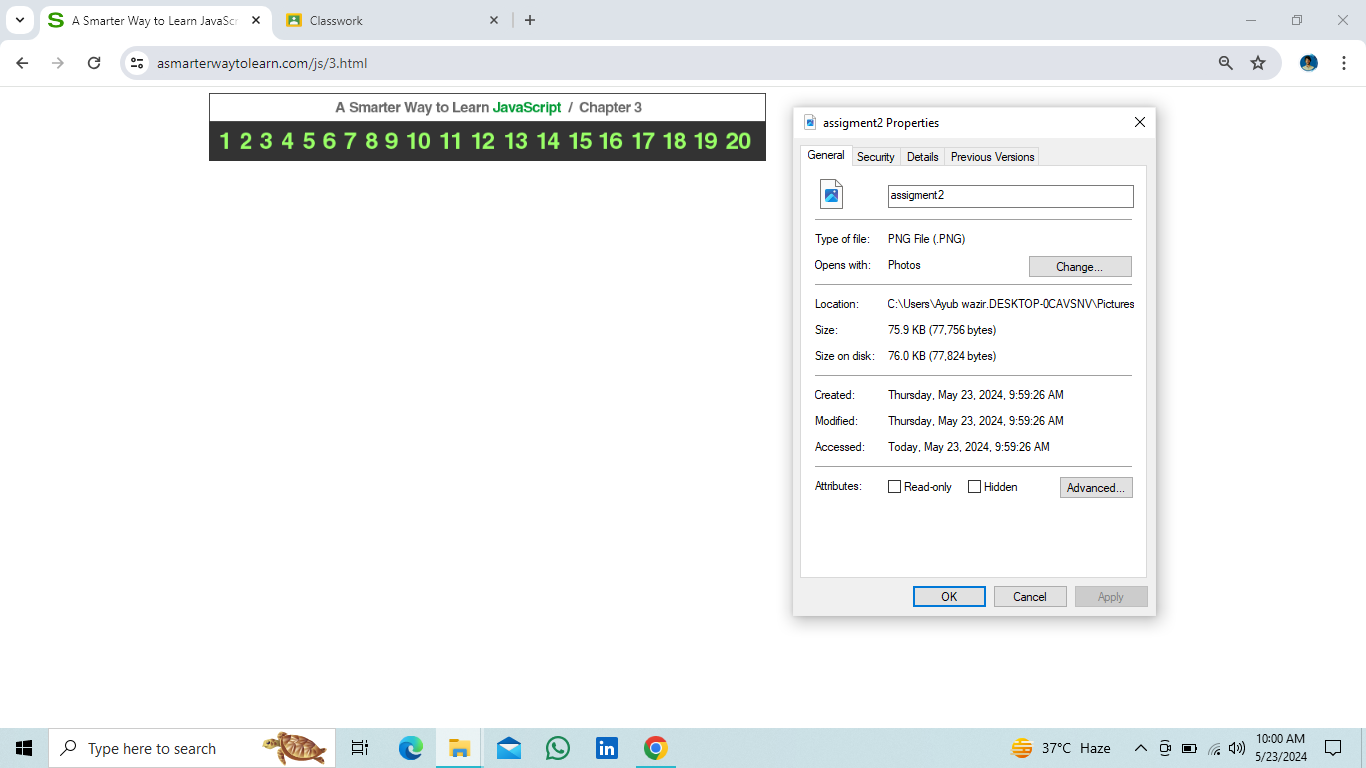 A Smarter Way to Learn JavaScr
Classwork
asmarterwaytolearn.com/js/3.html
A Smarter Way to Learn JavaScript / Chapter 3
1 2 3 4 5 6 7 8 9 10 11 12 13 14 15 16 17 18 19 20
assigment2 Properties
General Security Details Previous Versions
assigment2
Type of file: PNG File (.PNG)
Opens with: Photos Change...
Location: C:\Users\Ayub wazir.DESKTOP-0CAVSNV\Pictures
Size: 75.9 KB (77,756 bytes)
Size on disk: 76.0 KB (77,824 bytes)
Created: Thursday, May 23, 2024, 9:59:26 AM
Modified: Thursday, May 23, 2024, 9:59:26 AM
Accessed: Today, May 23, 2024, 9:59:26 AM
Attributes: Read-only Hidden Advanced...
OK Cancel Apply
Type here to search
37°C Haze
10:00 AM
5/23/2024